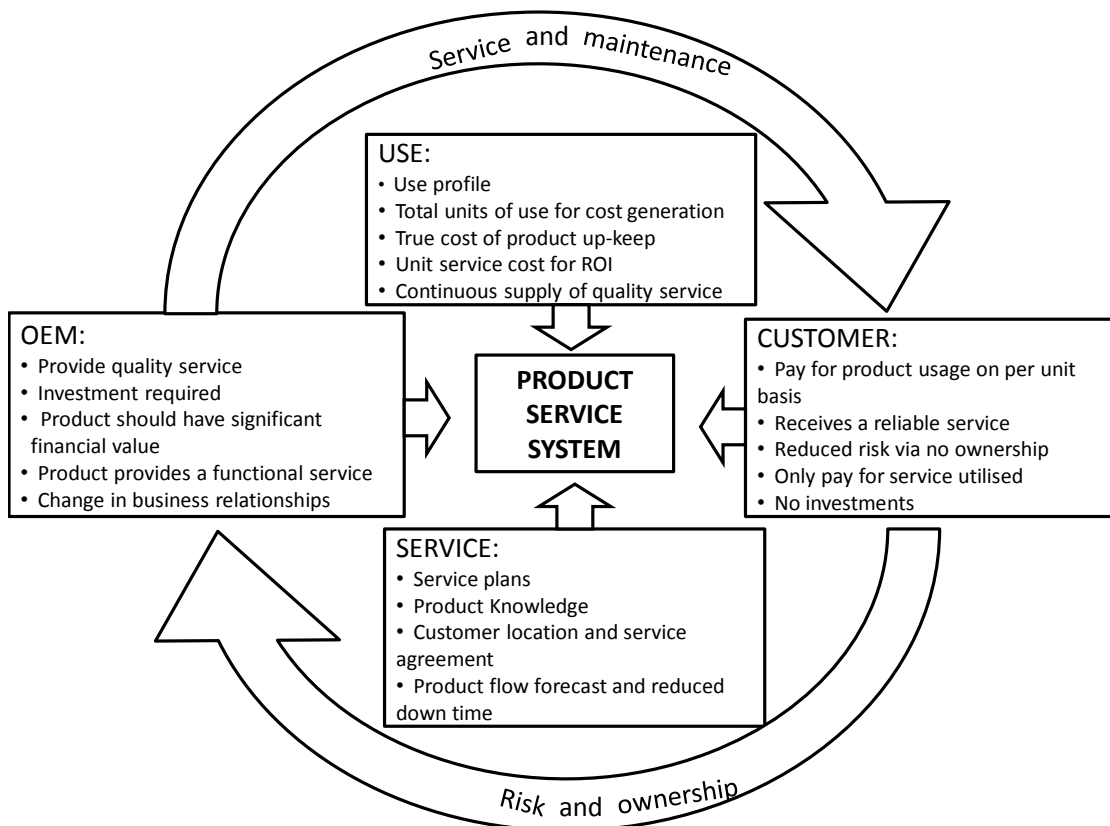 Service and maintenance
USE:
• Use profile
• Total units of use for cost generation
• True cost of product up-keep
• Unit service cost for ROI
• Continuous supply of quality service
OEM:
• Provide quality service
• Investment required
• Product should have significant
financial value
• Product provides a functional service
• Change in business relationships
PRODUCT
SERVICE
SYSTEM
CUSTOMER:
• Pay for product usage on per unit
basis
• Receives a reliable service
• Reduced risk via no ownership
• Only pay for service utilised
• No investments
SERVICE:
• Service plans
• Product Knowledge
• Customer location and service
agreement
• Product flow forecast and reduced
down time
Risk and ownership